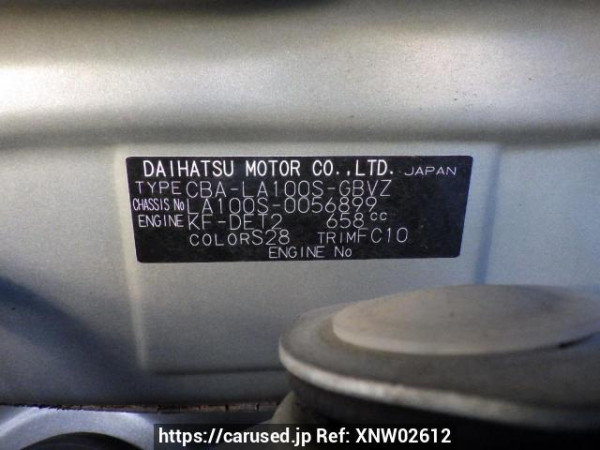 DAIHATSU MOTOR CO.,LTD. JAPAN
TYPE CBA-LA100S-GBVZ
CHASSIS No LA100S-0056899
ENGINE KF-DET2 658cc
COLOR S28 TRIM FC10
ENGINE No
https://carused.jp Ref: XNW02612